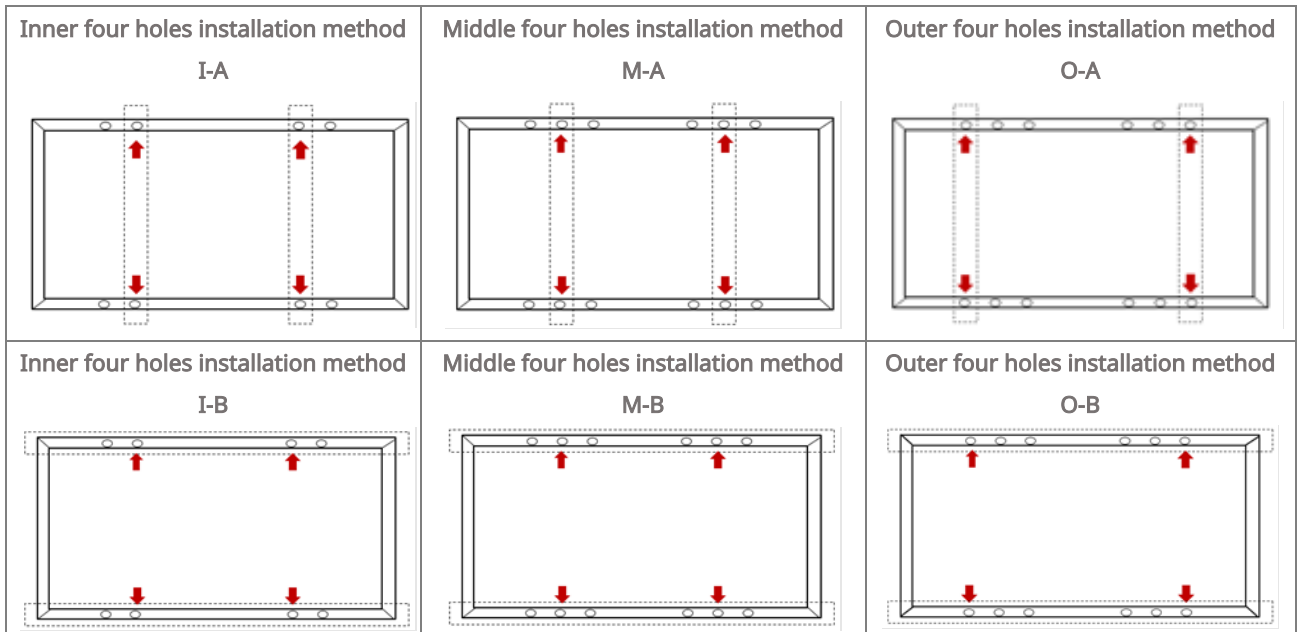 Inner four holes installation method
I-A
Middle four holes installation method
M-A
Outer four holes installation method
O-A
Inner four holes installation method
I-B
Middle four holes installation method
M-B
Outer four holes installation method
O-B